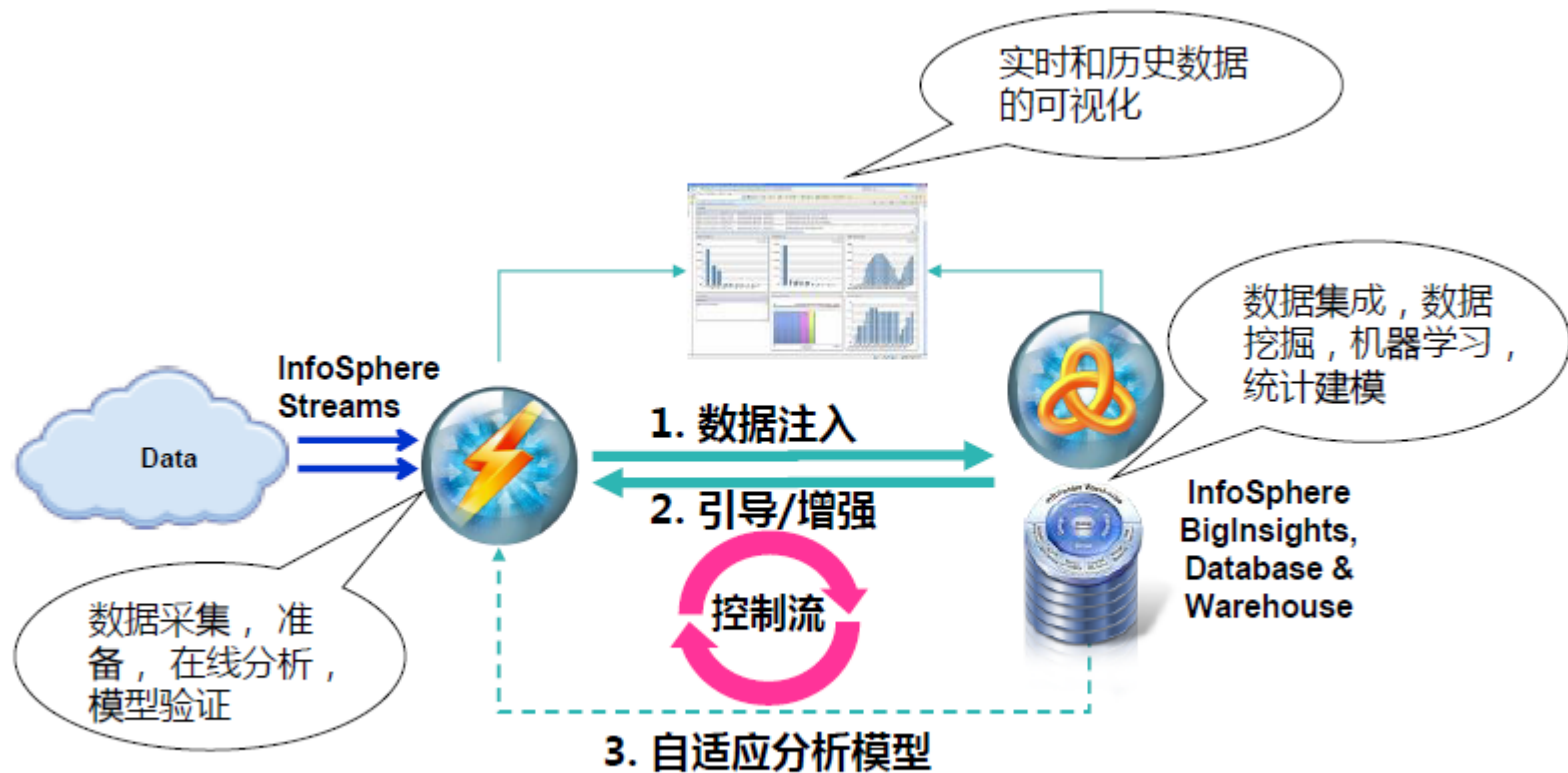 实时和历史数据
的可视化
数据集成，数据
挖掘，机器学习，
统计建模
InfoSphere
Streams
Data
1. 数据注入
2. 引导/增强
控制流
InfoSphere
BigInsights,
Database &
Warehouse
数据采集， 准
备， 在线分析，
模型验证
3. 自适应分析模型